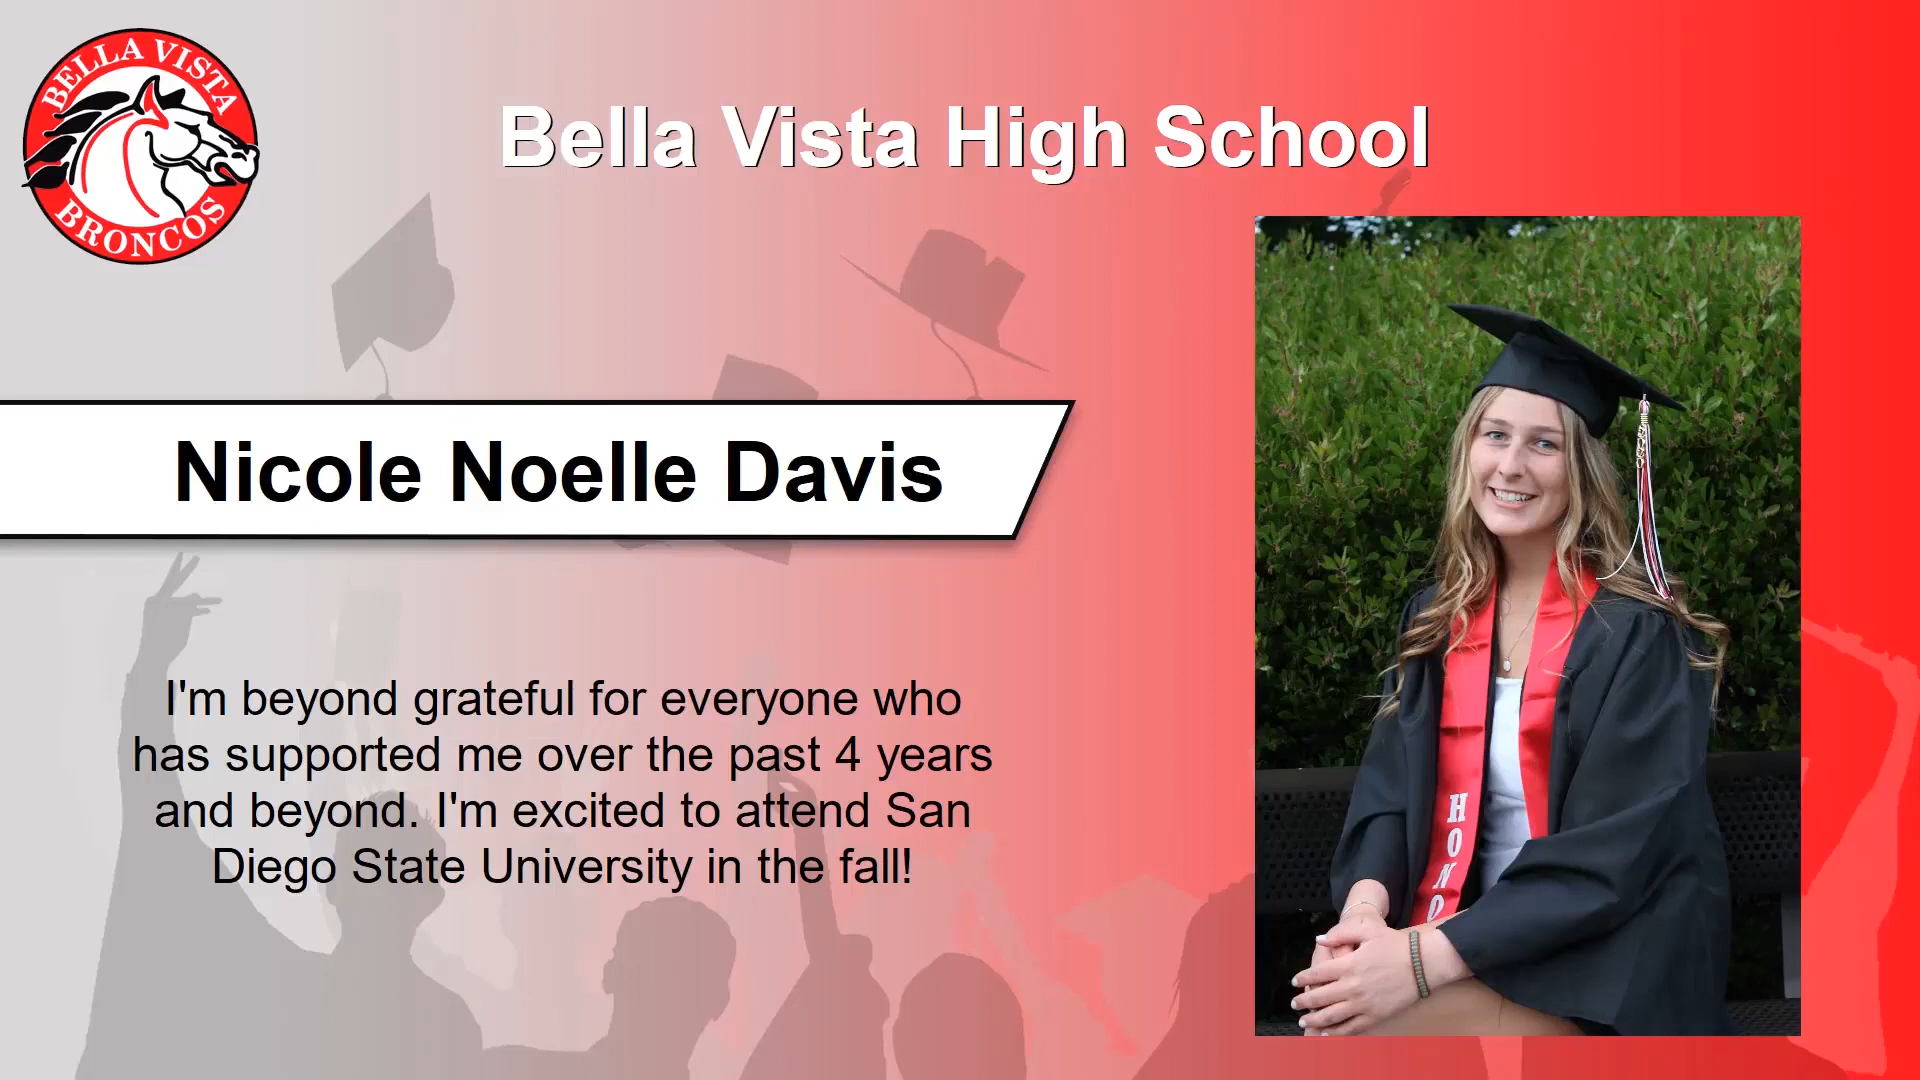 BELLA VISTA
BRONCOS
Bella Vista High School
Nicole Noelle Davis
I'm beyond grateful for everyone who
has supported me over the past 4 years
and beyond. I'm excited to attend San
Diego State University in the fall!
HONO